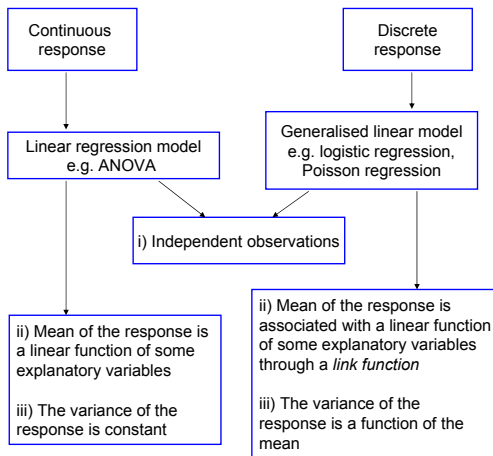 Continuous
response
Discrete
response
Linear regression model
e.g. ANOVA
Generalised linear model
e.g. logistic regression,
Poisson regression
i) Independent observations
ii) Mean of the response is
a linear function of some
explanatory variables
iii) The variance of the
response is constant
ii) Mean of the response is
associated with a linear function
of some explanatory variables
through a link function
iii) The variance of the
response is a function of the
mean